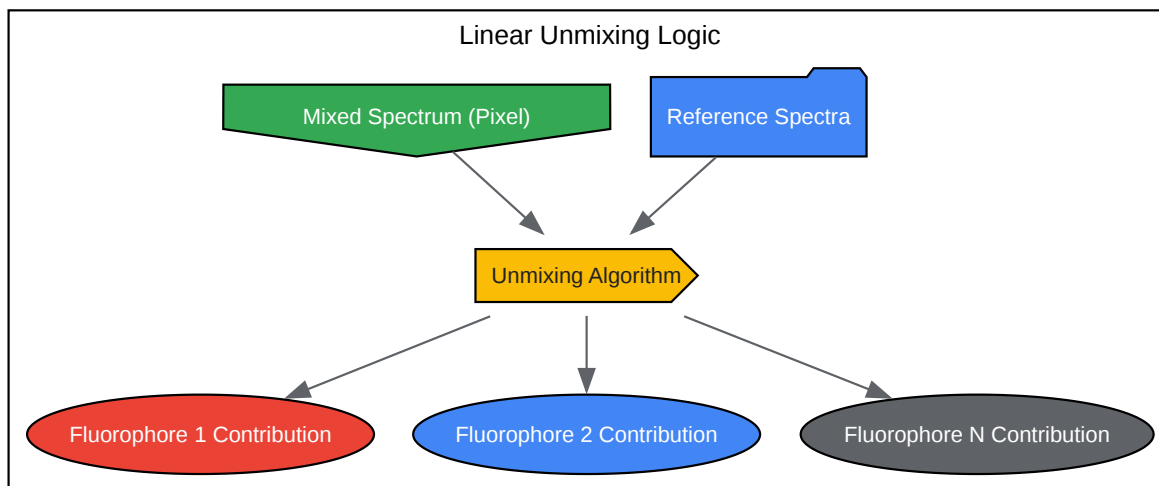 Linear Unmixing Logic
Mixed Spectrum (Pixel)
Reference Spectra
Unmixing Algorithm
Fluorophore 1 Contribution
Fluorophore 2 Contribution
Fluorophore N Contribution